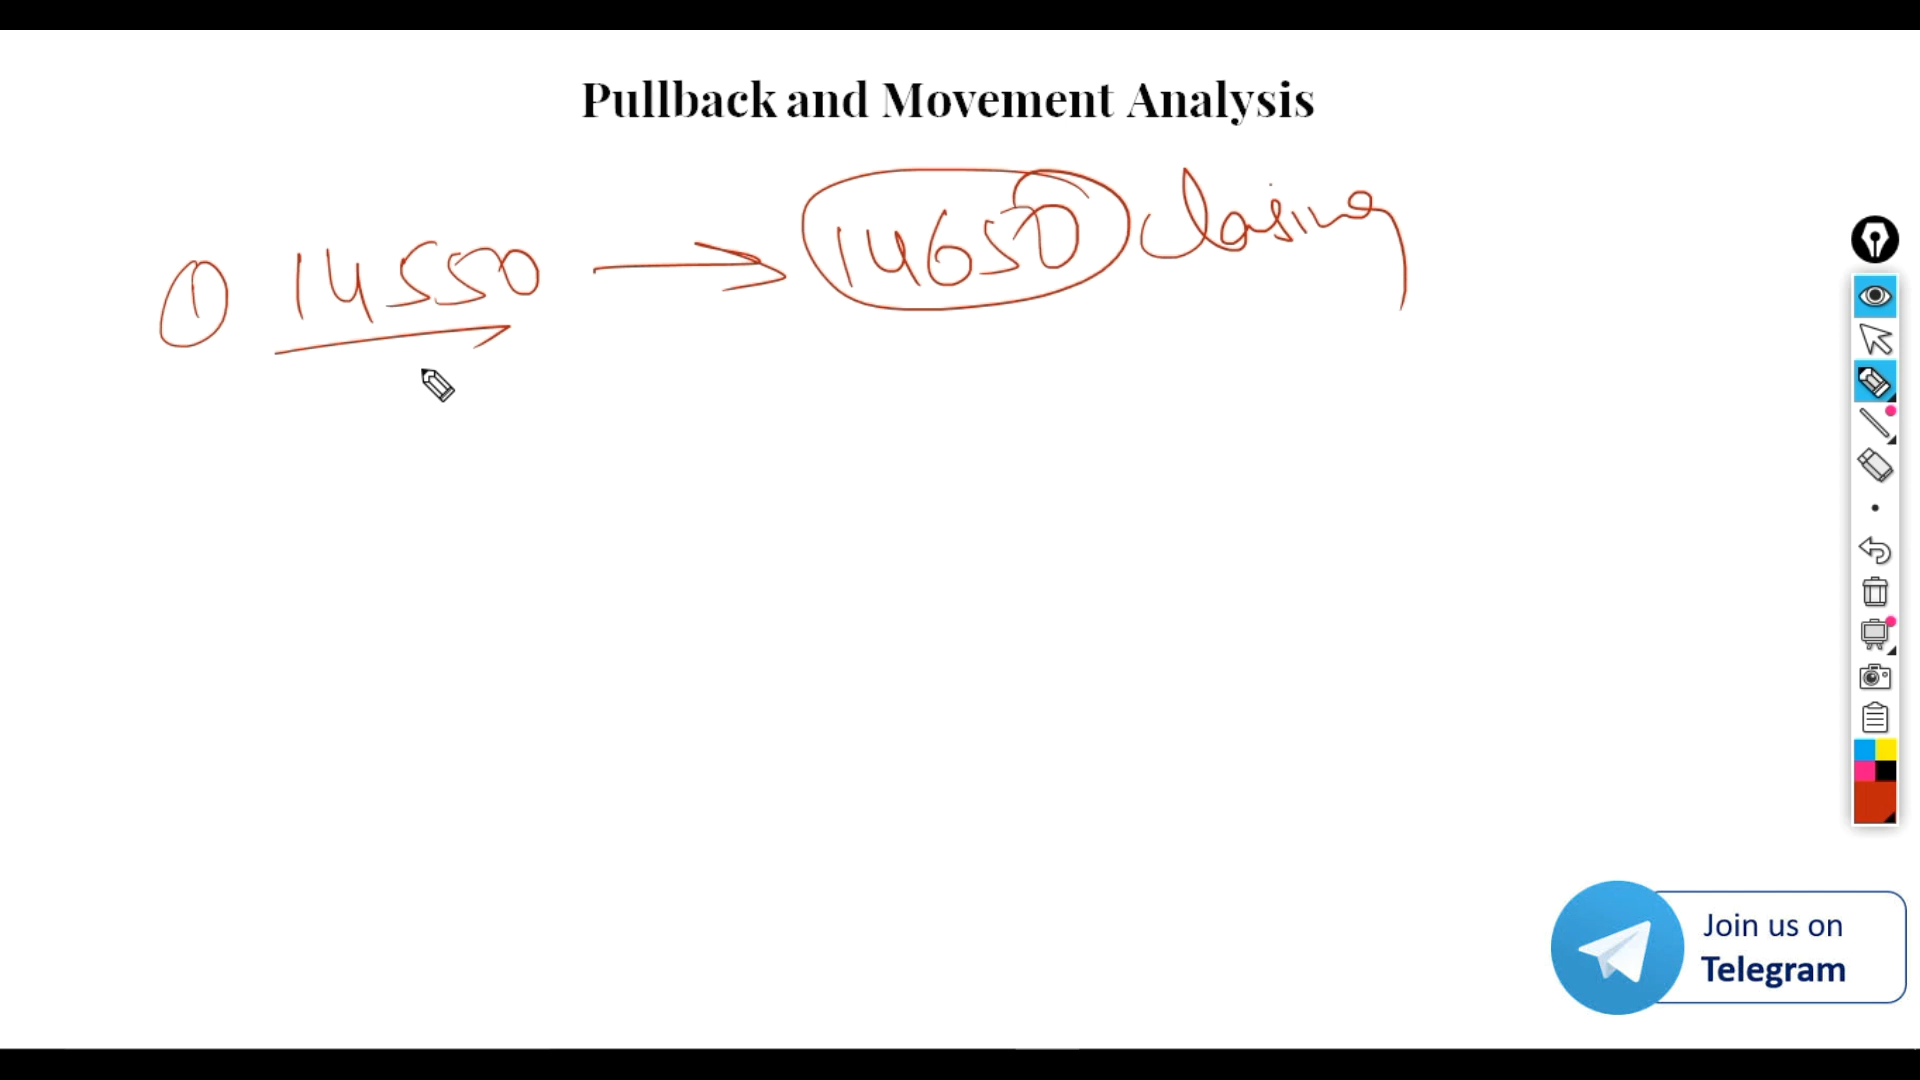 Pullback and Movement Analysis
① 14550 → 14650 closing
Join us on
Telegram